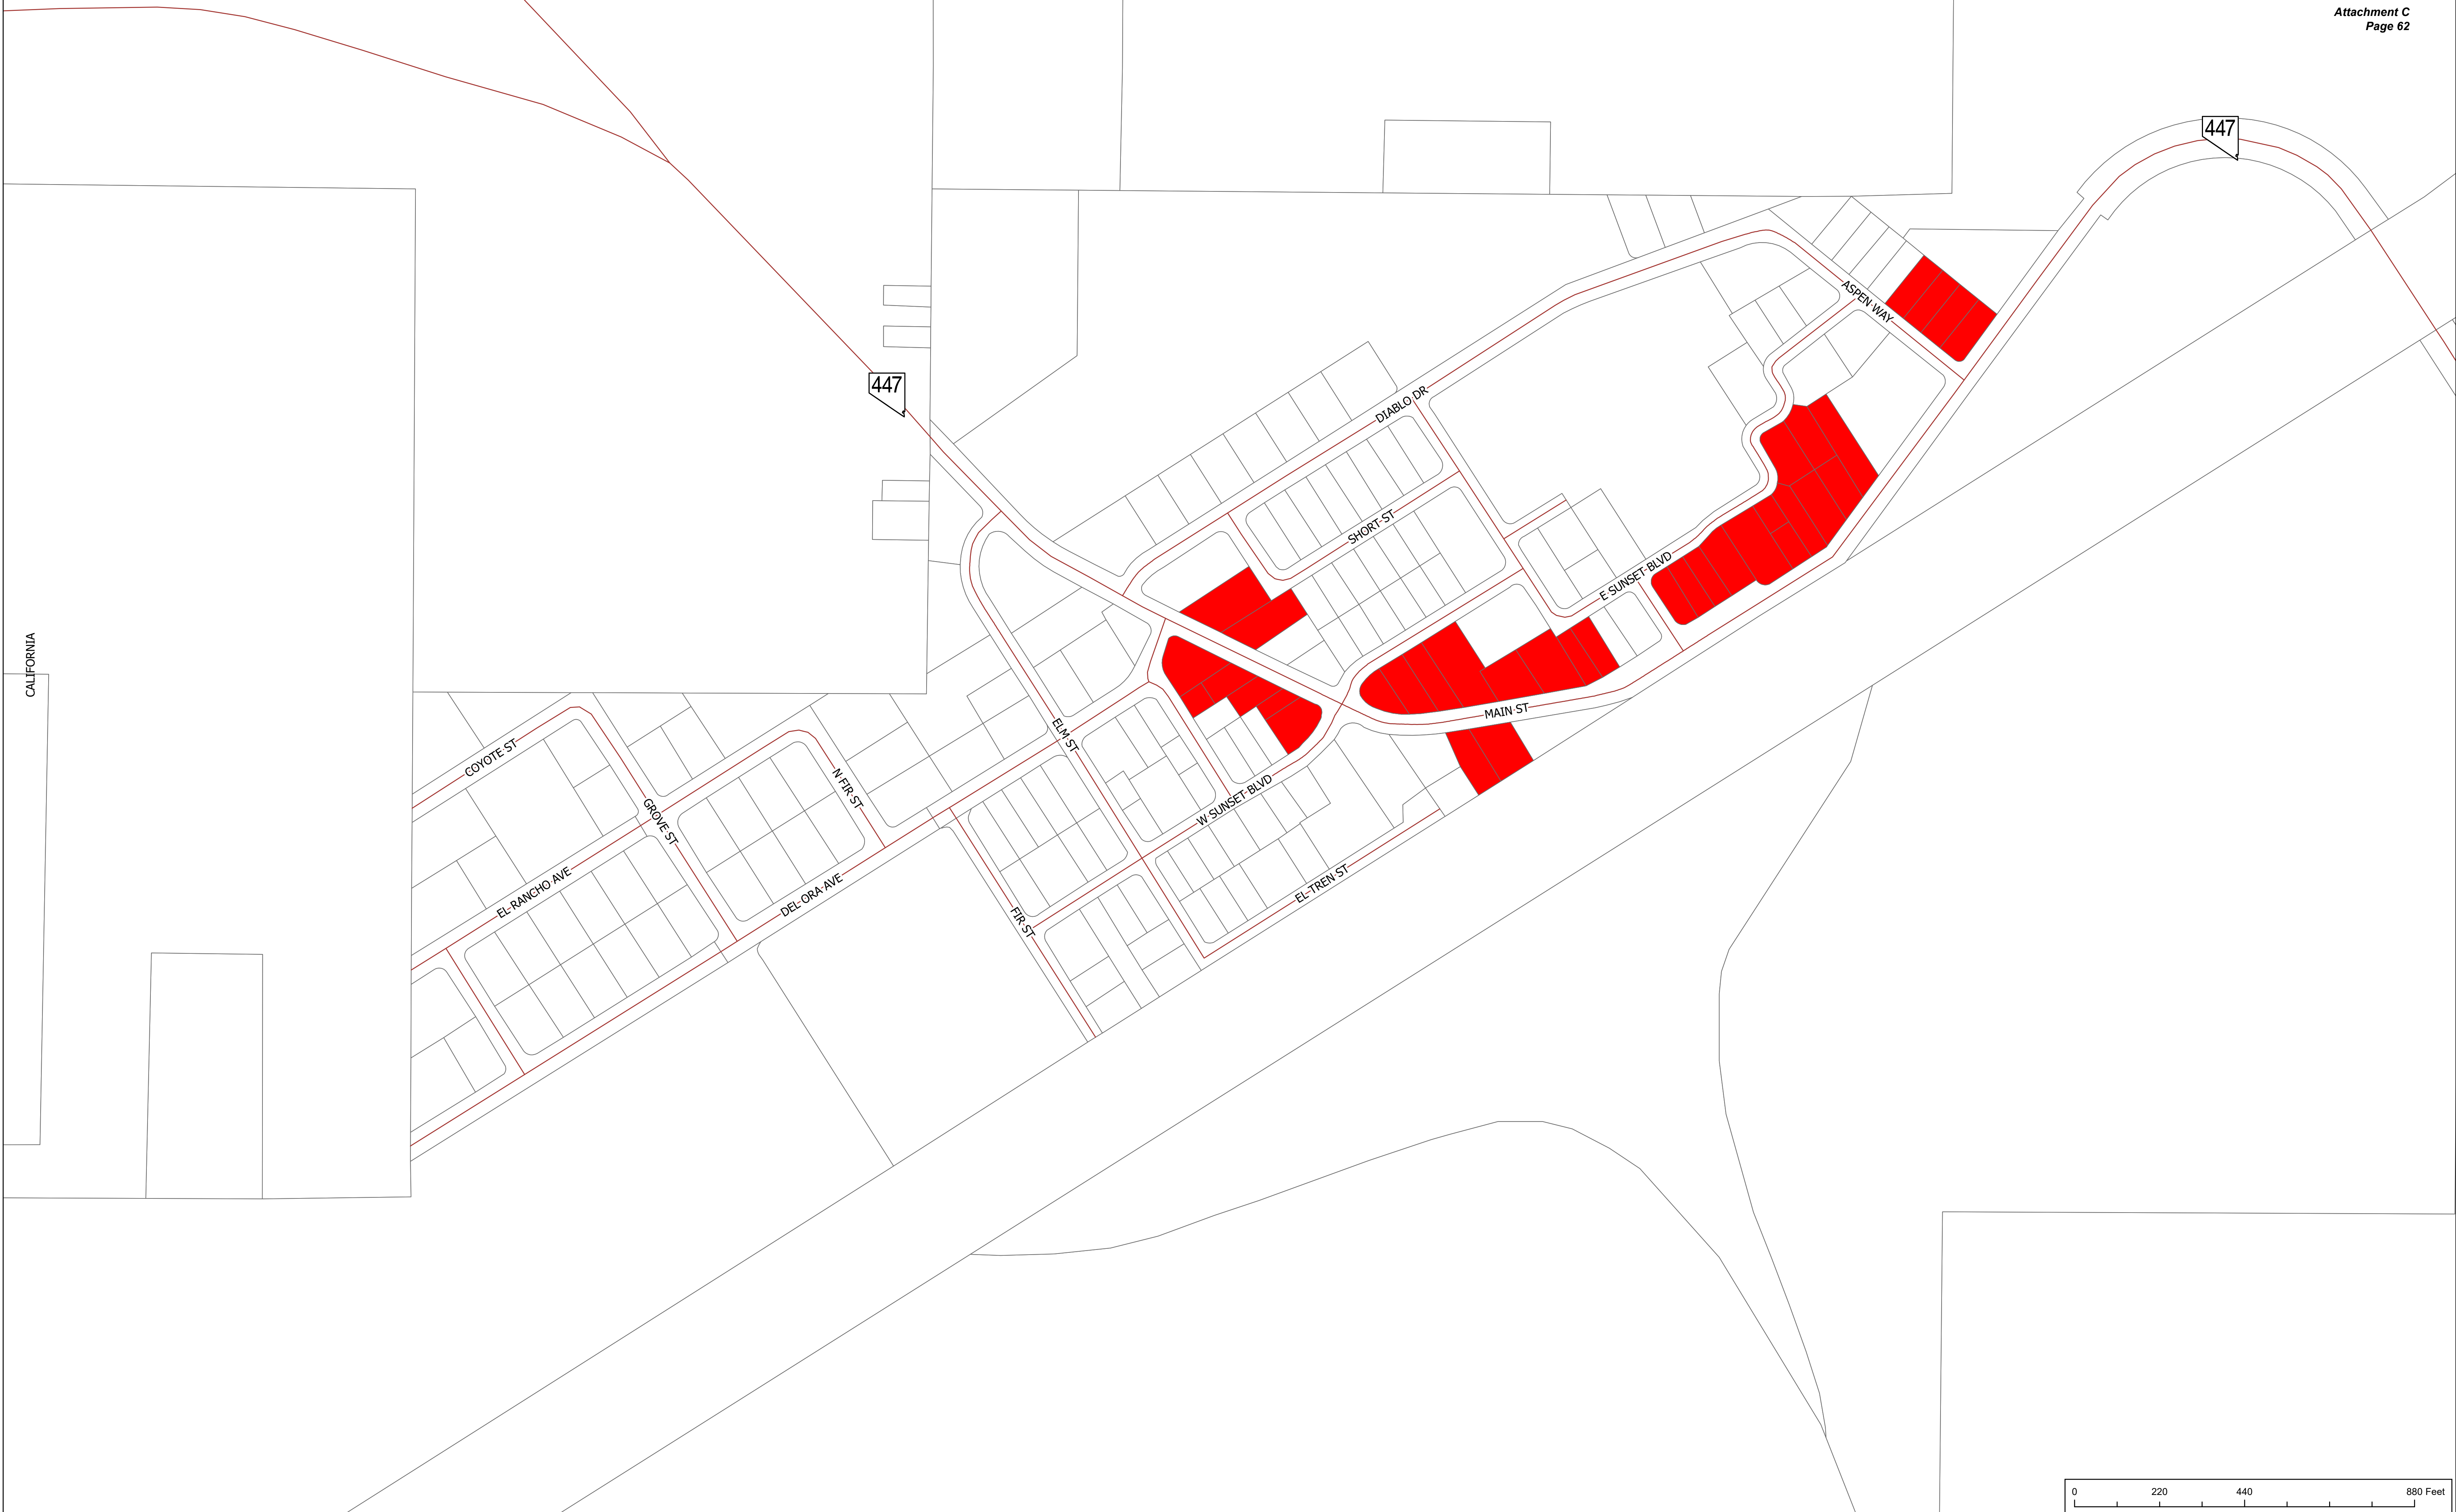 Attachment C
Page 62
447
447
ASPEN WAY
DIABLO DR
SHORT ST
E SUNSET BLVD
CALIFORNIA
MAIN ST
ELM ST
COYOTE ST
N FIR ST
W SUNSET BLVD
GROVE ST
EL RANCHO AVE
DEL ORA AVE
EL TREN ST
FIR ST
0 220 440 880 Feet